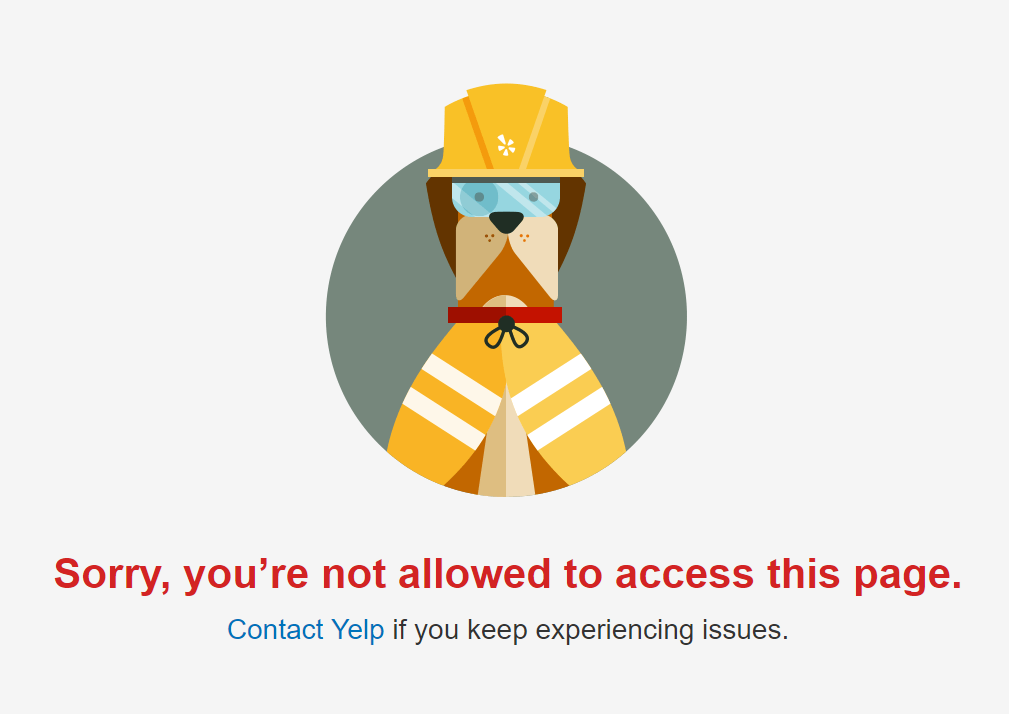 Sorry, you’re not allowed to access this page.
Contact Yelp if you keep experiencing issues.